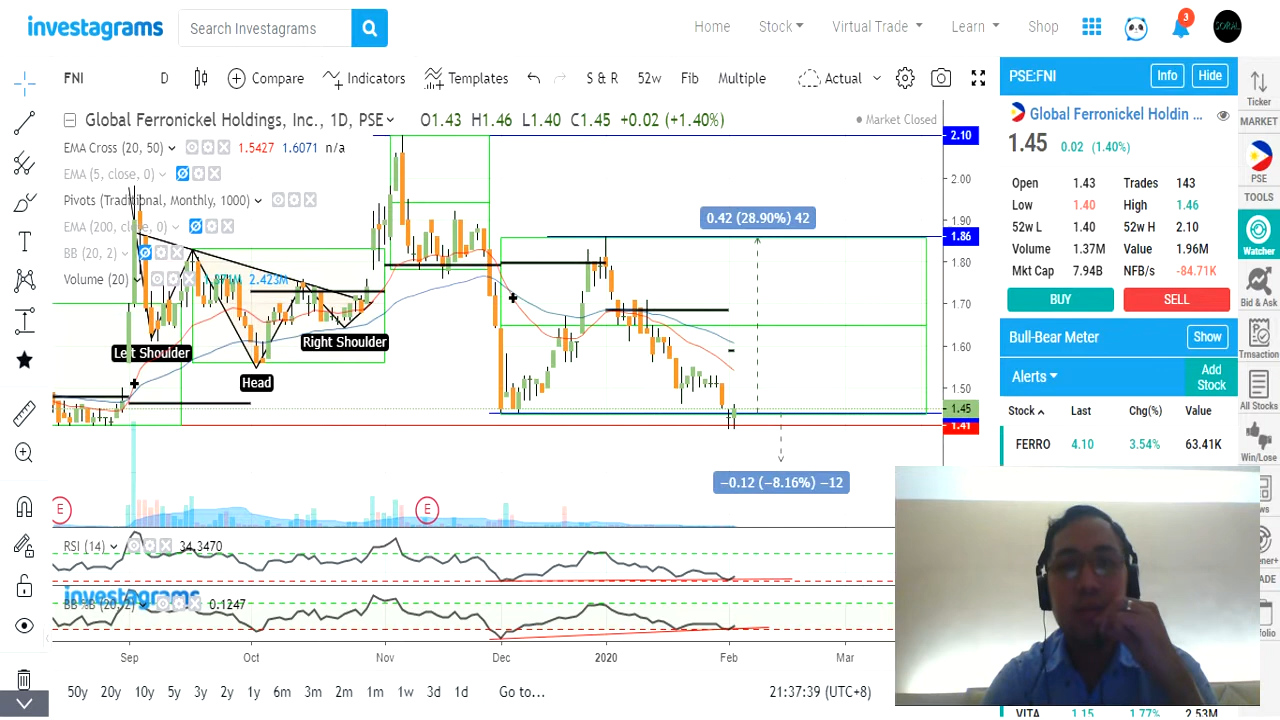 investagrams
Search Investagrams
Home
Stock
Virtual Trade
Learn
Shop
3
FNI
D
Compare
Indicators
Templates
S & R
52w
Fib
Multiple
Actual
Global Ferronickel Holdings, Inc., 1D, PSE
O1.43 H1.46 L1.40 C1.45 +0.02 (+1.40%)
Market Closed
EMA Cross (20, 50)
1.5427 1.6071 n/a
EMA (5, close, 0)
Pivots (Traditional, Monthly, 1000)
EMA (200, close, 0)
BB (20, 2)
Volume (20)
2.423M
0.42 (28.90%) 42
−0.12 (−8.16%) −12
Left Shoulder
Head
Right Shoulder
2.10
2.00
1.90
1.86
1.80
1.70
1.60
1.50
1.45
1.41
E
E
RSI (14)
34.3470
investagrams
BB %B (20, 2)
0.1247
Sep
Oct
Nov
Dec
2020
Feb
Mar
50y 20y 10y 5y 3y 2y 1y 6m 3m 2m 1m 1w 3d 1d Go to...
21:37:39 (UTC+8)
PSE:FNI
Info
Hide
Global Ferronickel Holdin ...
1.45 0.02 (1.40%)
Open 1.43 Trades 143
Low 1.40 High 1.46
52w L 1.40 52w H 2.10
Volume 1.37M Value 1.96M
Mkt Cap 7.94B NFB/s -84.71K
BUY
SELL
Bull-Bear Meter
Show
Alerts
Add
Stock
Stock Last Chg(%) Value
FERRO 4.10 3.54% 63.41K
VITA 1.15 1.77% 2.53M
Ticker
MARKET
PSE
TOOLS
Watcher
Bid & Ask
Trnsaction
All Stocks
Win/Lose